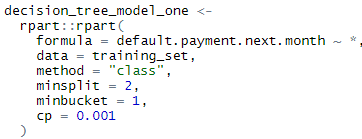 decision_tree_model_one <-
  rpart::rpart(
    formula = default.payment.next.month ~ *,
    data = training_set,
    method = "class",
    minsplit = 2,
    minbucket = 1,
    cp = 0.001
  )